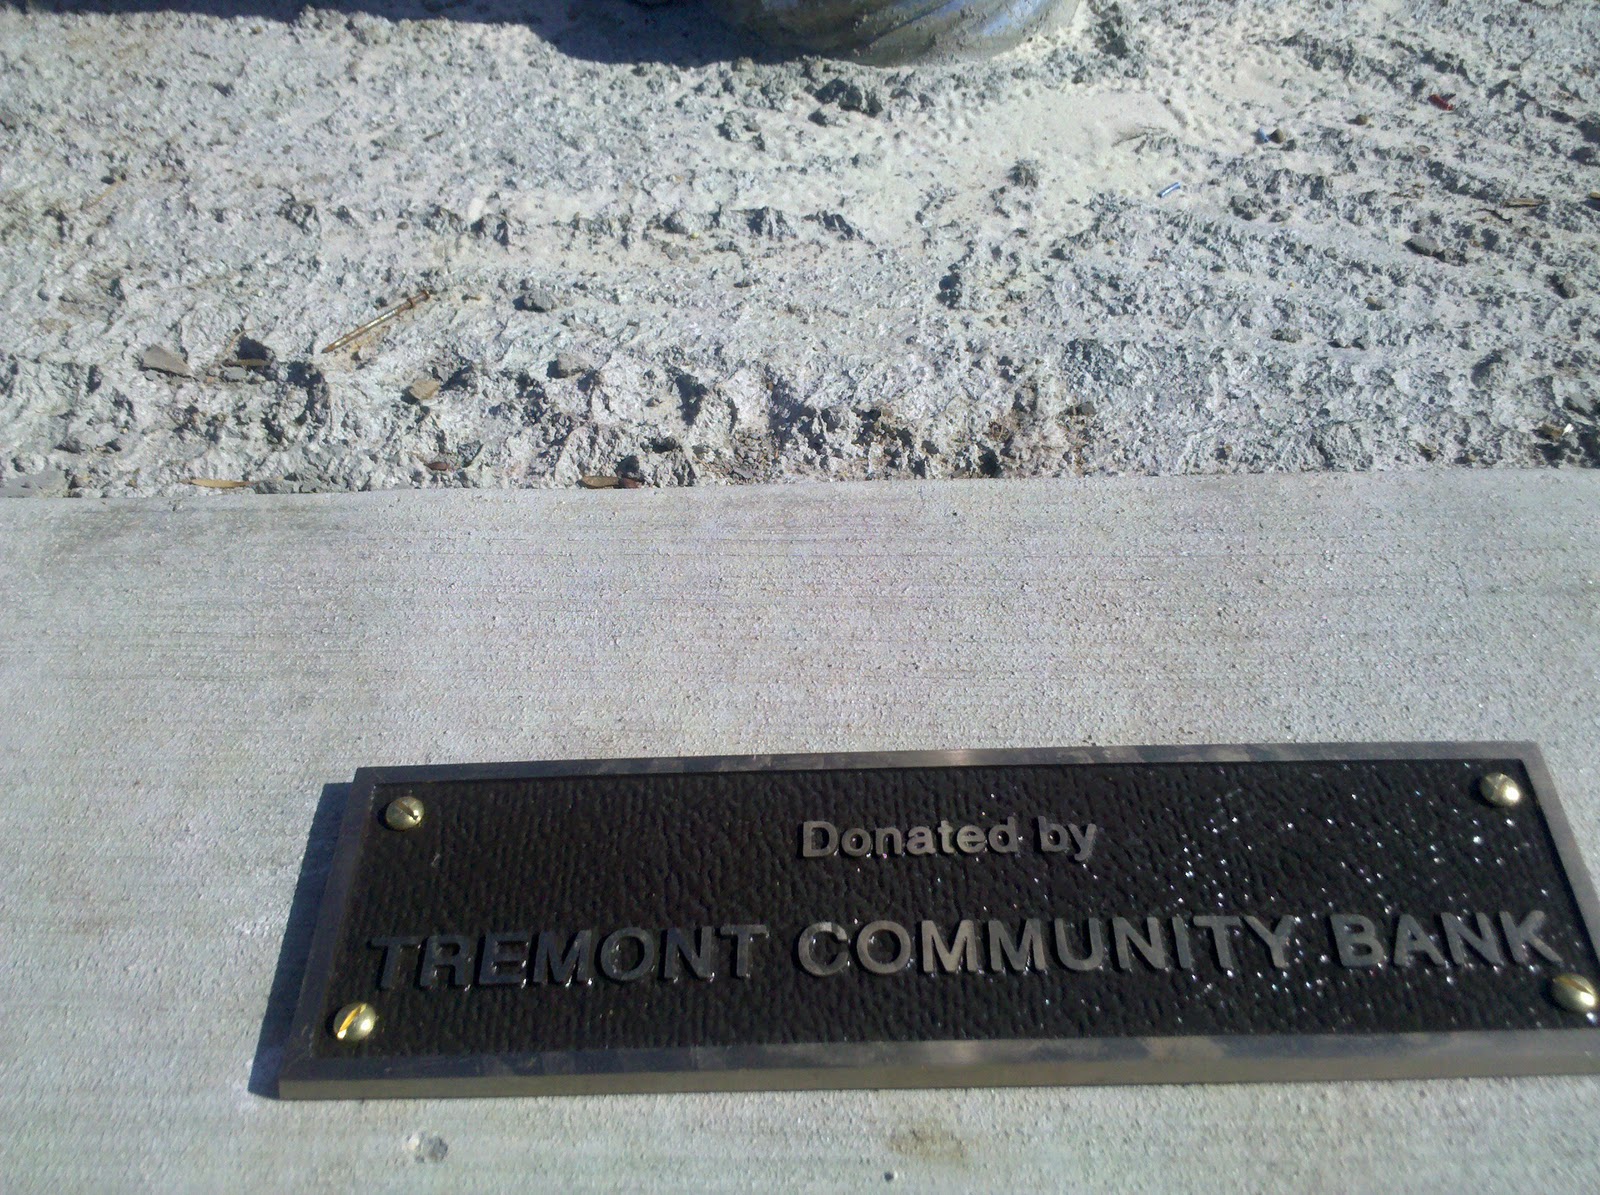 Donated by
TREMONT COMMUNITY BANK